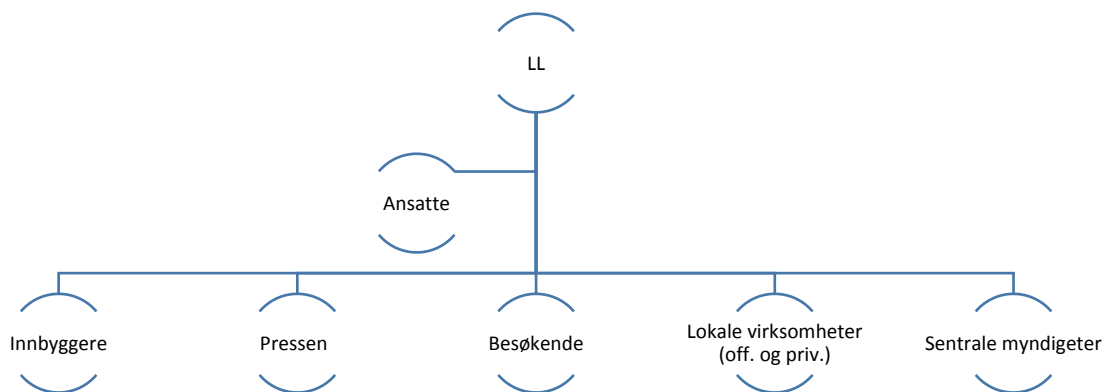 LL
Ansatte
Innbyggere
Pressen
Besøkende
Lokale virksomheter
(off. og priv.)
Sentrale myndigeter